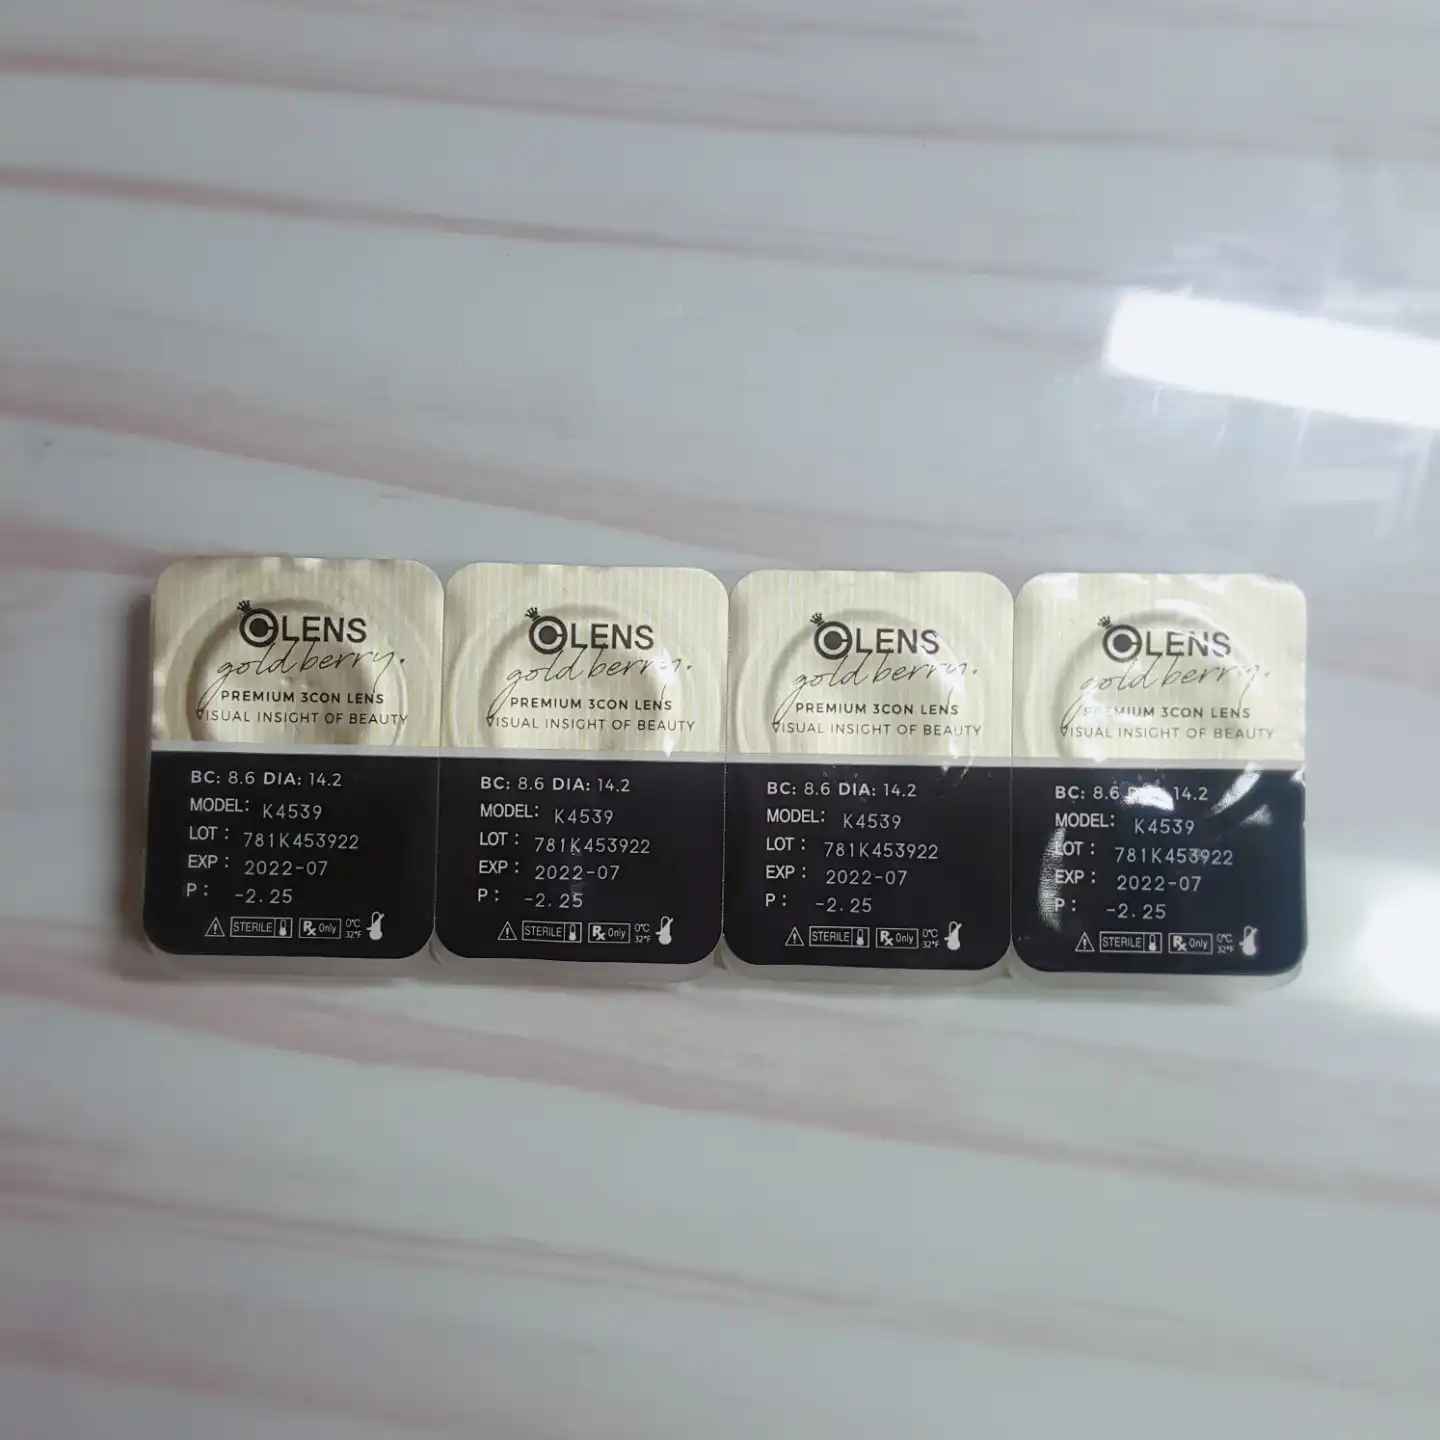 OLENS
gold berry.
PREMIUM 3CON LENS
VISUAL INSIGHT OF BEAUTY
BC: 8.6 DIA: 14.2
MODEL: K4539
LOT : 781K453922
EXP : 2022-07
P : -2.25
STERILE Rx Only 0°C
32°F
OLENS
gold berry.
PREMIUM 3CON LENS
VISUAL INSIGHT OF BEAUTY
BC: 8.6 DIA: 14.2
MODEL: K4539
LOT : 781K453922
EXP : 2022-07
P : -2.25
STERILE Rx Only 0°C
32°F
OLENS
gold berry.
PREMIUM 3CON LENS
VISUAL INSIGHT OF BEAUTY
BC: 8.6 DIA: 14.2
MODEL: K4539
LOT : 781K453922
EXP : 2022-07
P : -2.25
STERILE Rx Only 0°C
32°F
OLENS
gold berry.
PREMIUM 3CON LENS
VISUAL INSIGHT OF BEAUTY
BC: 8.6 DIA: 14.2
MODEL: K4539
LOT : 781K453922
EXP : 2022-07
P : -2.25
STERILE Rx Only 0°C
32°F